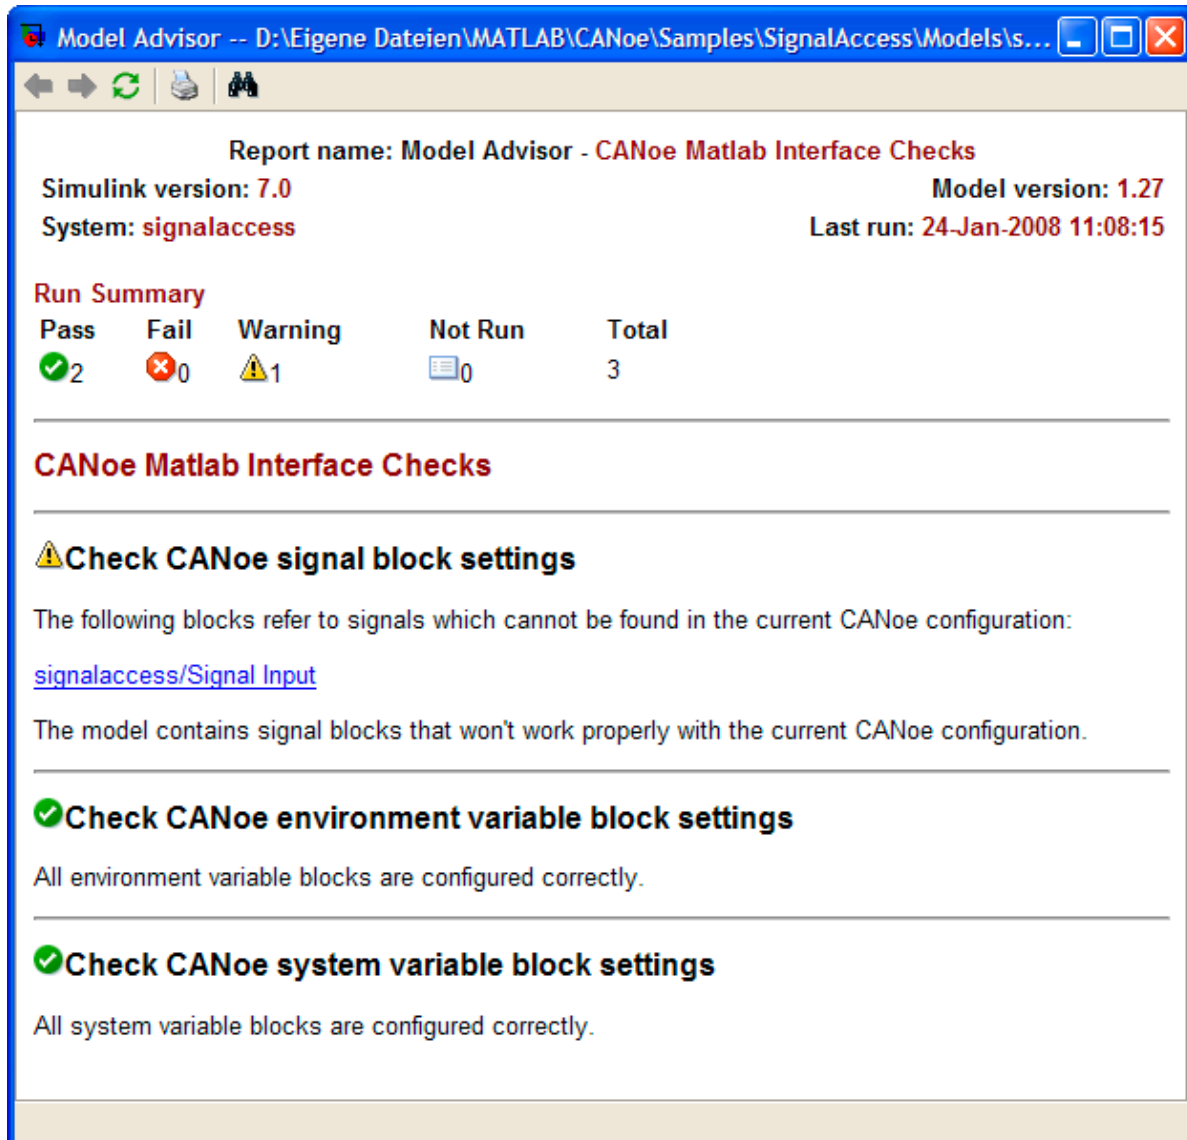 Model Advisor -- D:\Eigene Dateien\MATLAB\CANoe\Samples\SignalAccess\Models\s...
Report name: Model Advisor - CANoe Matlab Interface Checks
Simulink version: 7.0 Model version: 1.27
System: signalaccess Last run: 24-Jan-2008 11:08:15
Run Summary
Pass Fail Warning Not Run Total
2 0 1 0 3
CANoe Matlab Interface Checks
Check CANoe signal block settings
The following blocks refer to signals which cannot be found in the current CANoe configuration:
signalaccess/Signal Input
The model contains signal blocks that won't work properly with the current CANoe configuration.
Check CANoe environment variable block settings
All environment variable blocks are configured correctly.
Check CANoe system variable block settings
All system variable blocks are configured correctly.